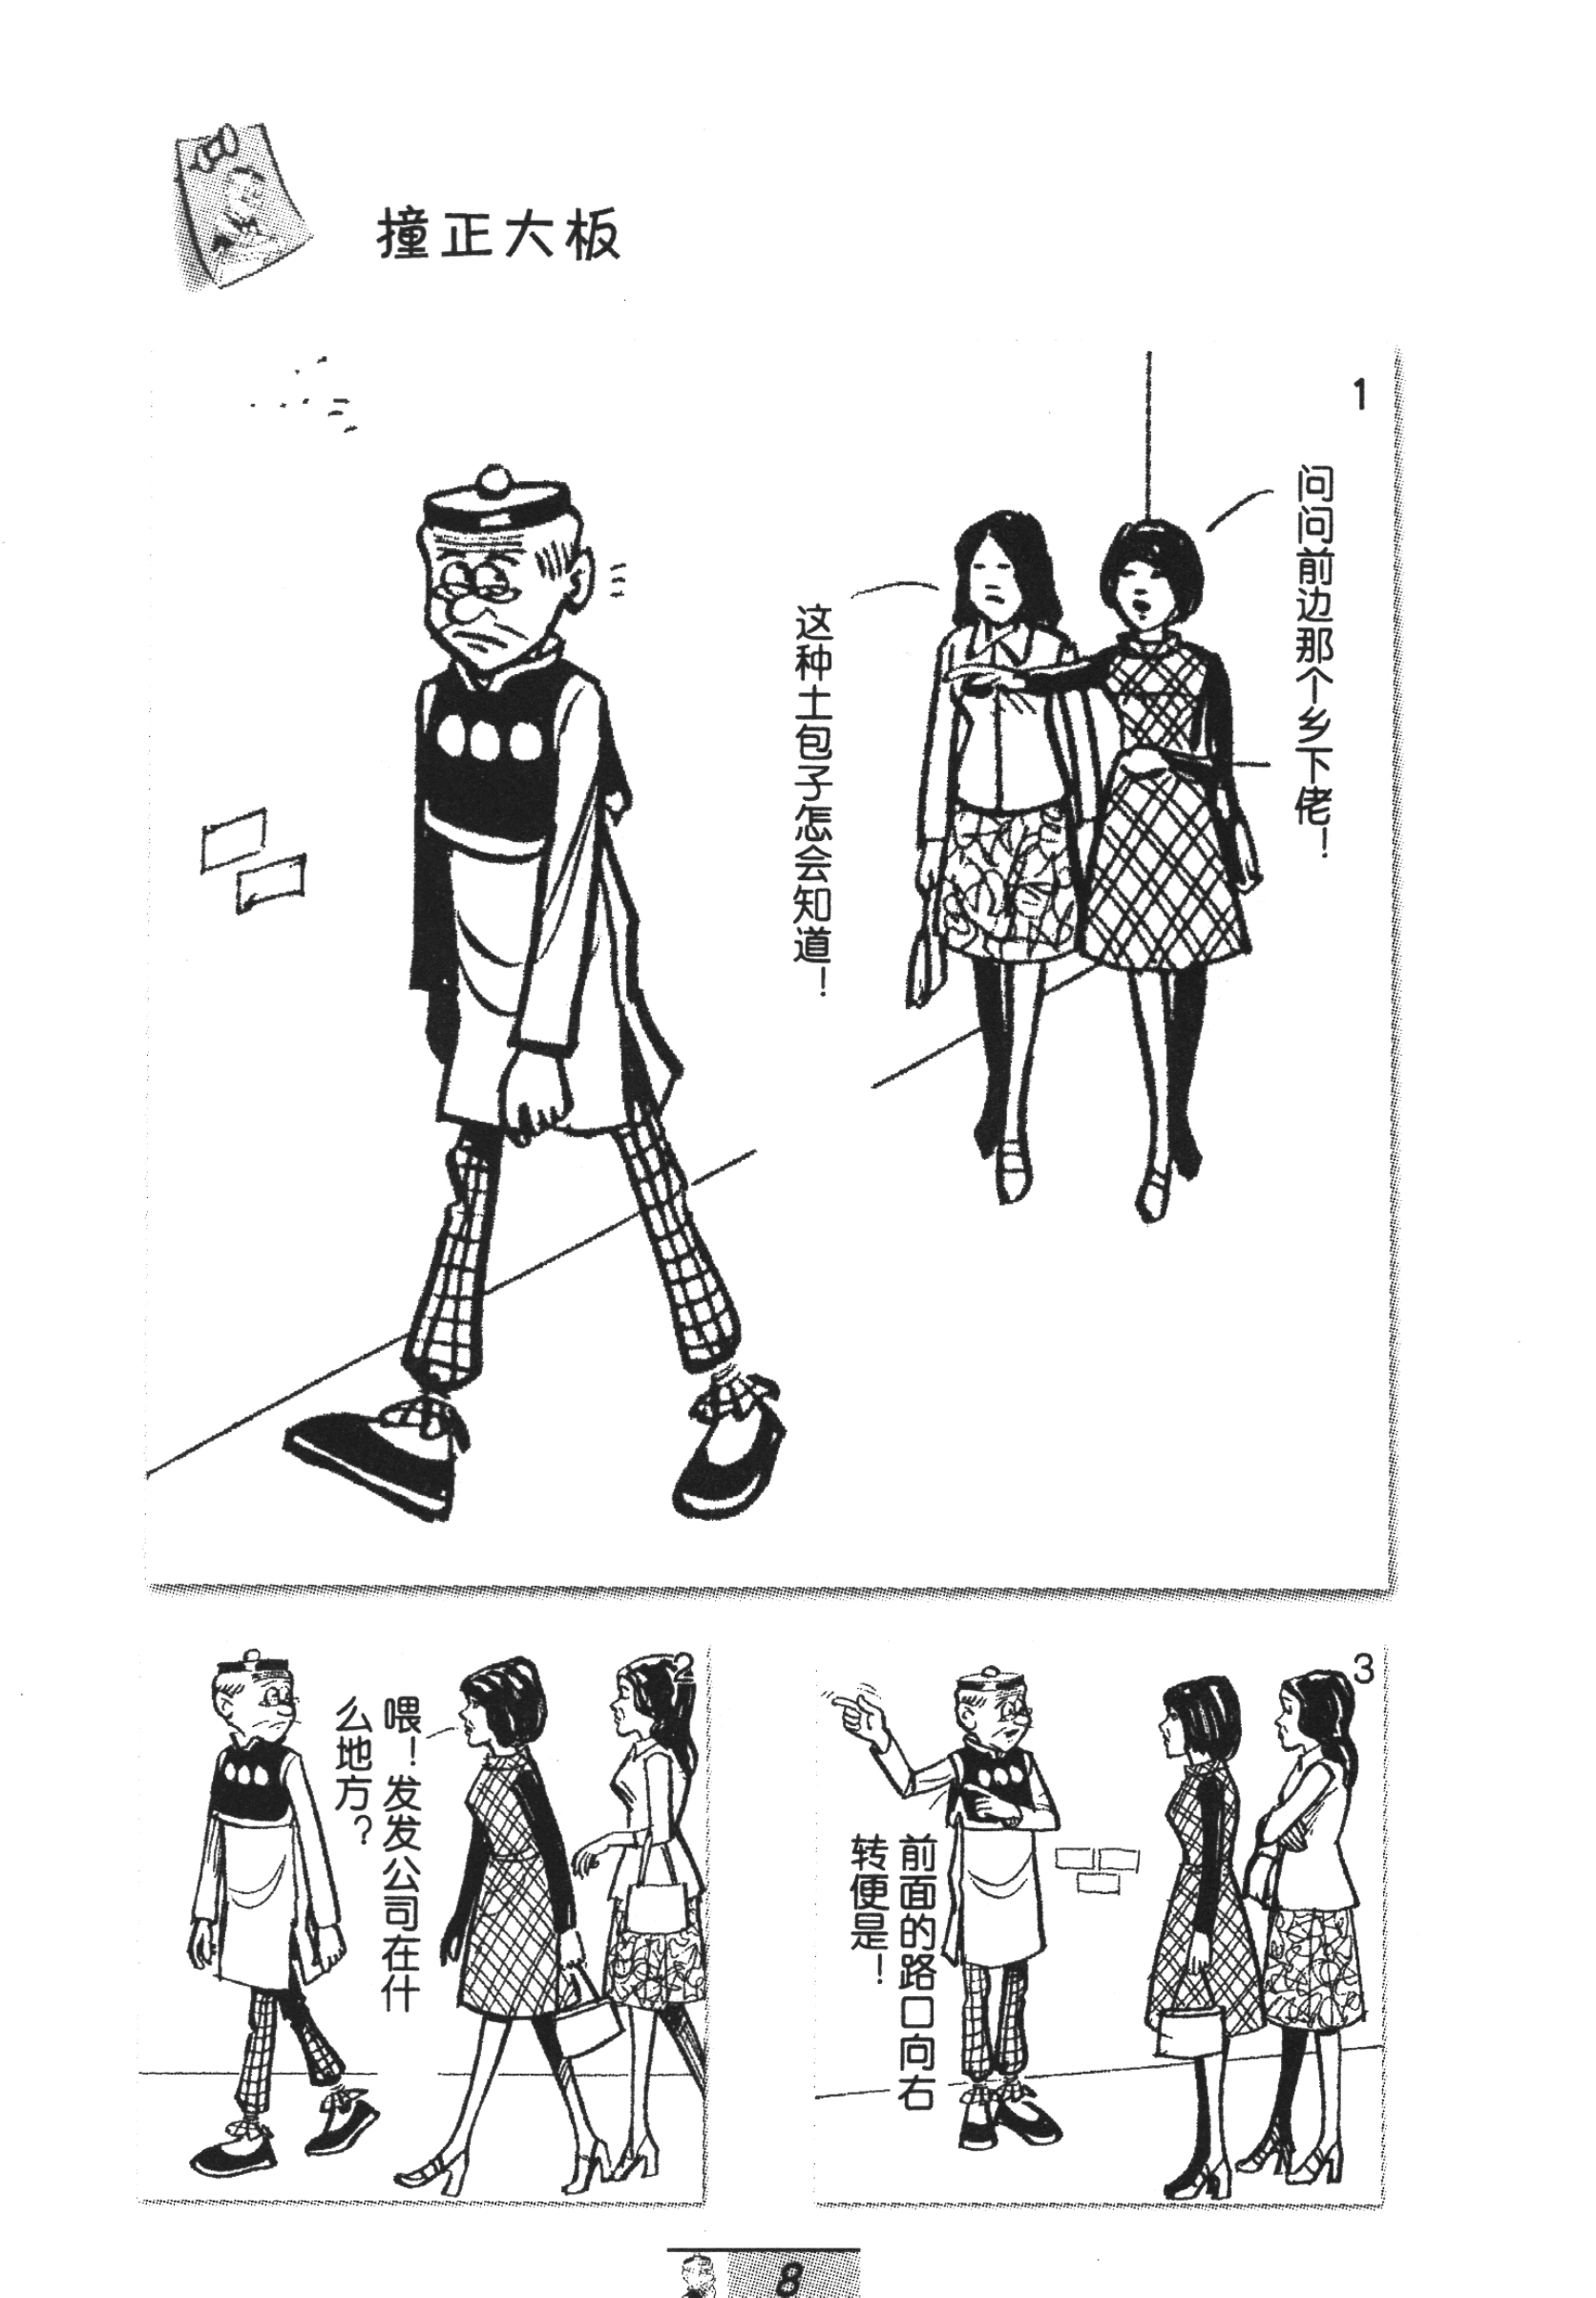 撞正大板
1
问问前边那个乡下佬！
这种土包子怎会知道！
2
喂！发发公司在什
么地方？
3
前面的路口向右
转便是！
8